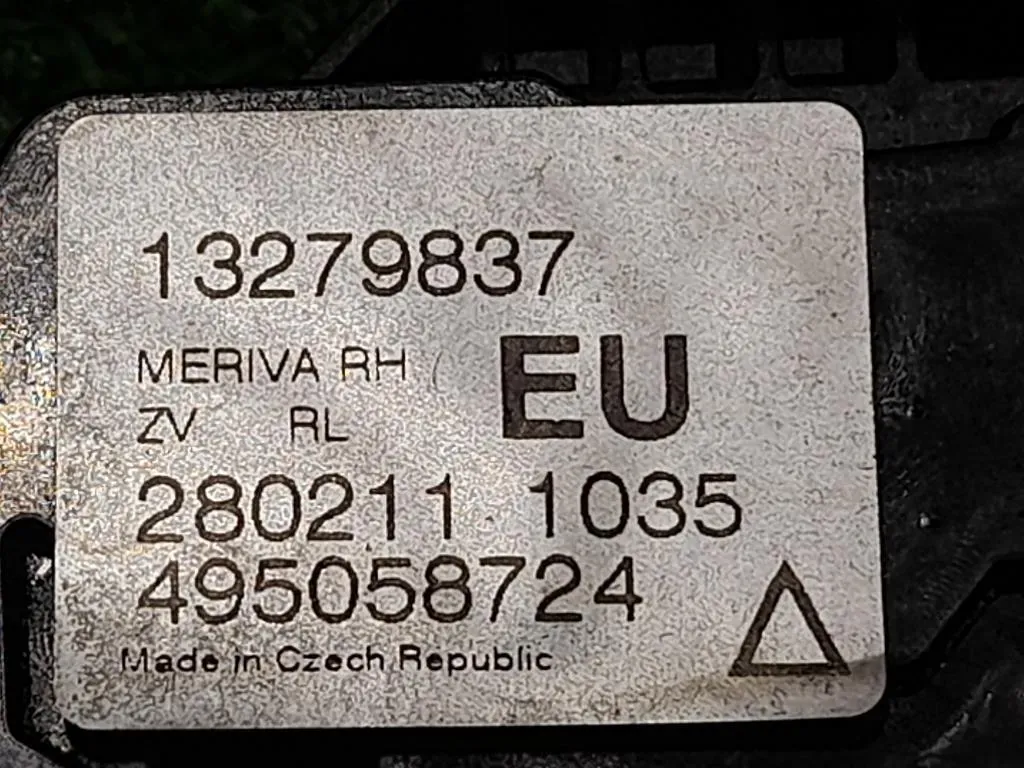 13279837
MERIVA RH
EU
ZV RL
280211 1035
495058724
Made in Czech Republic